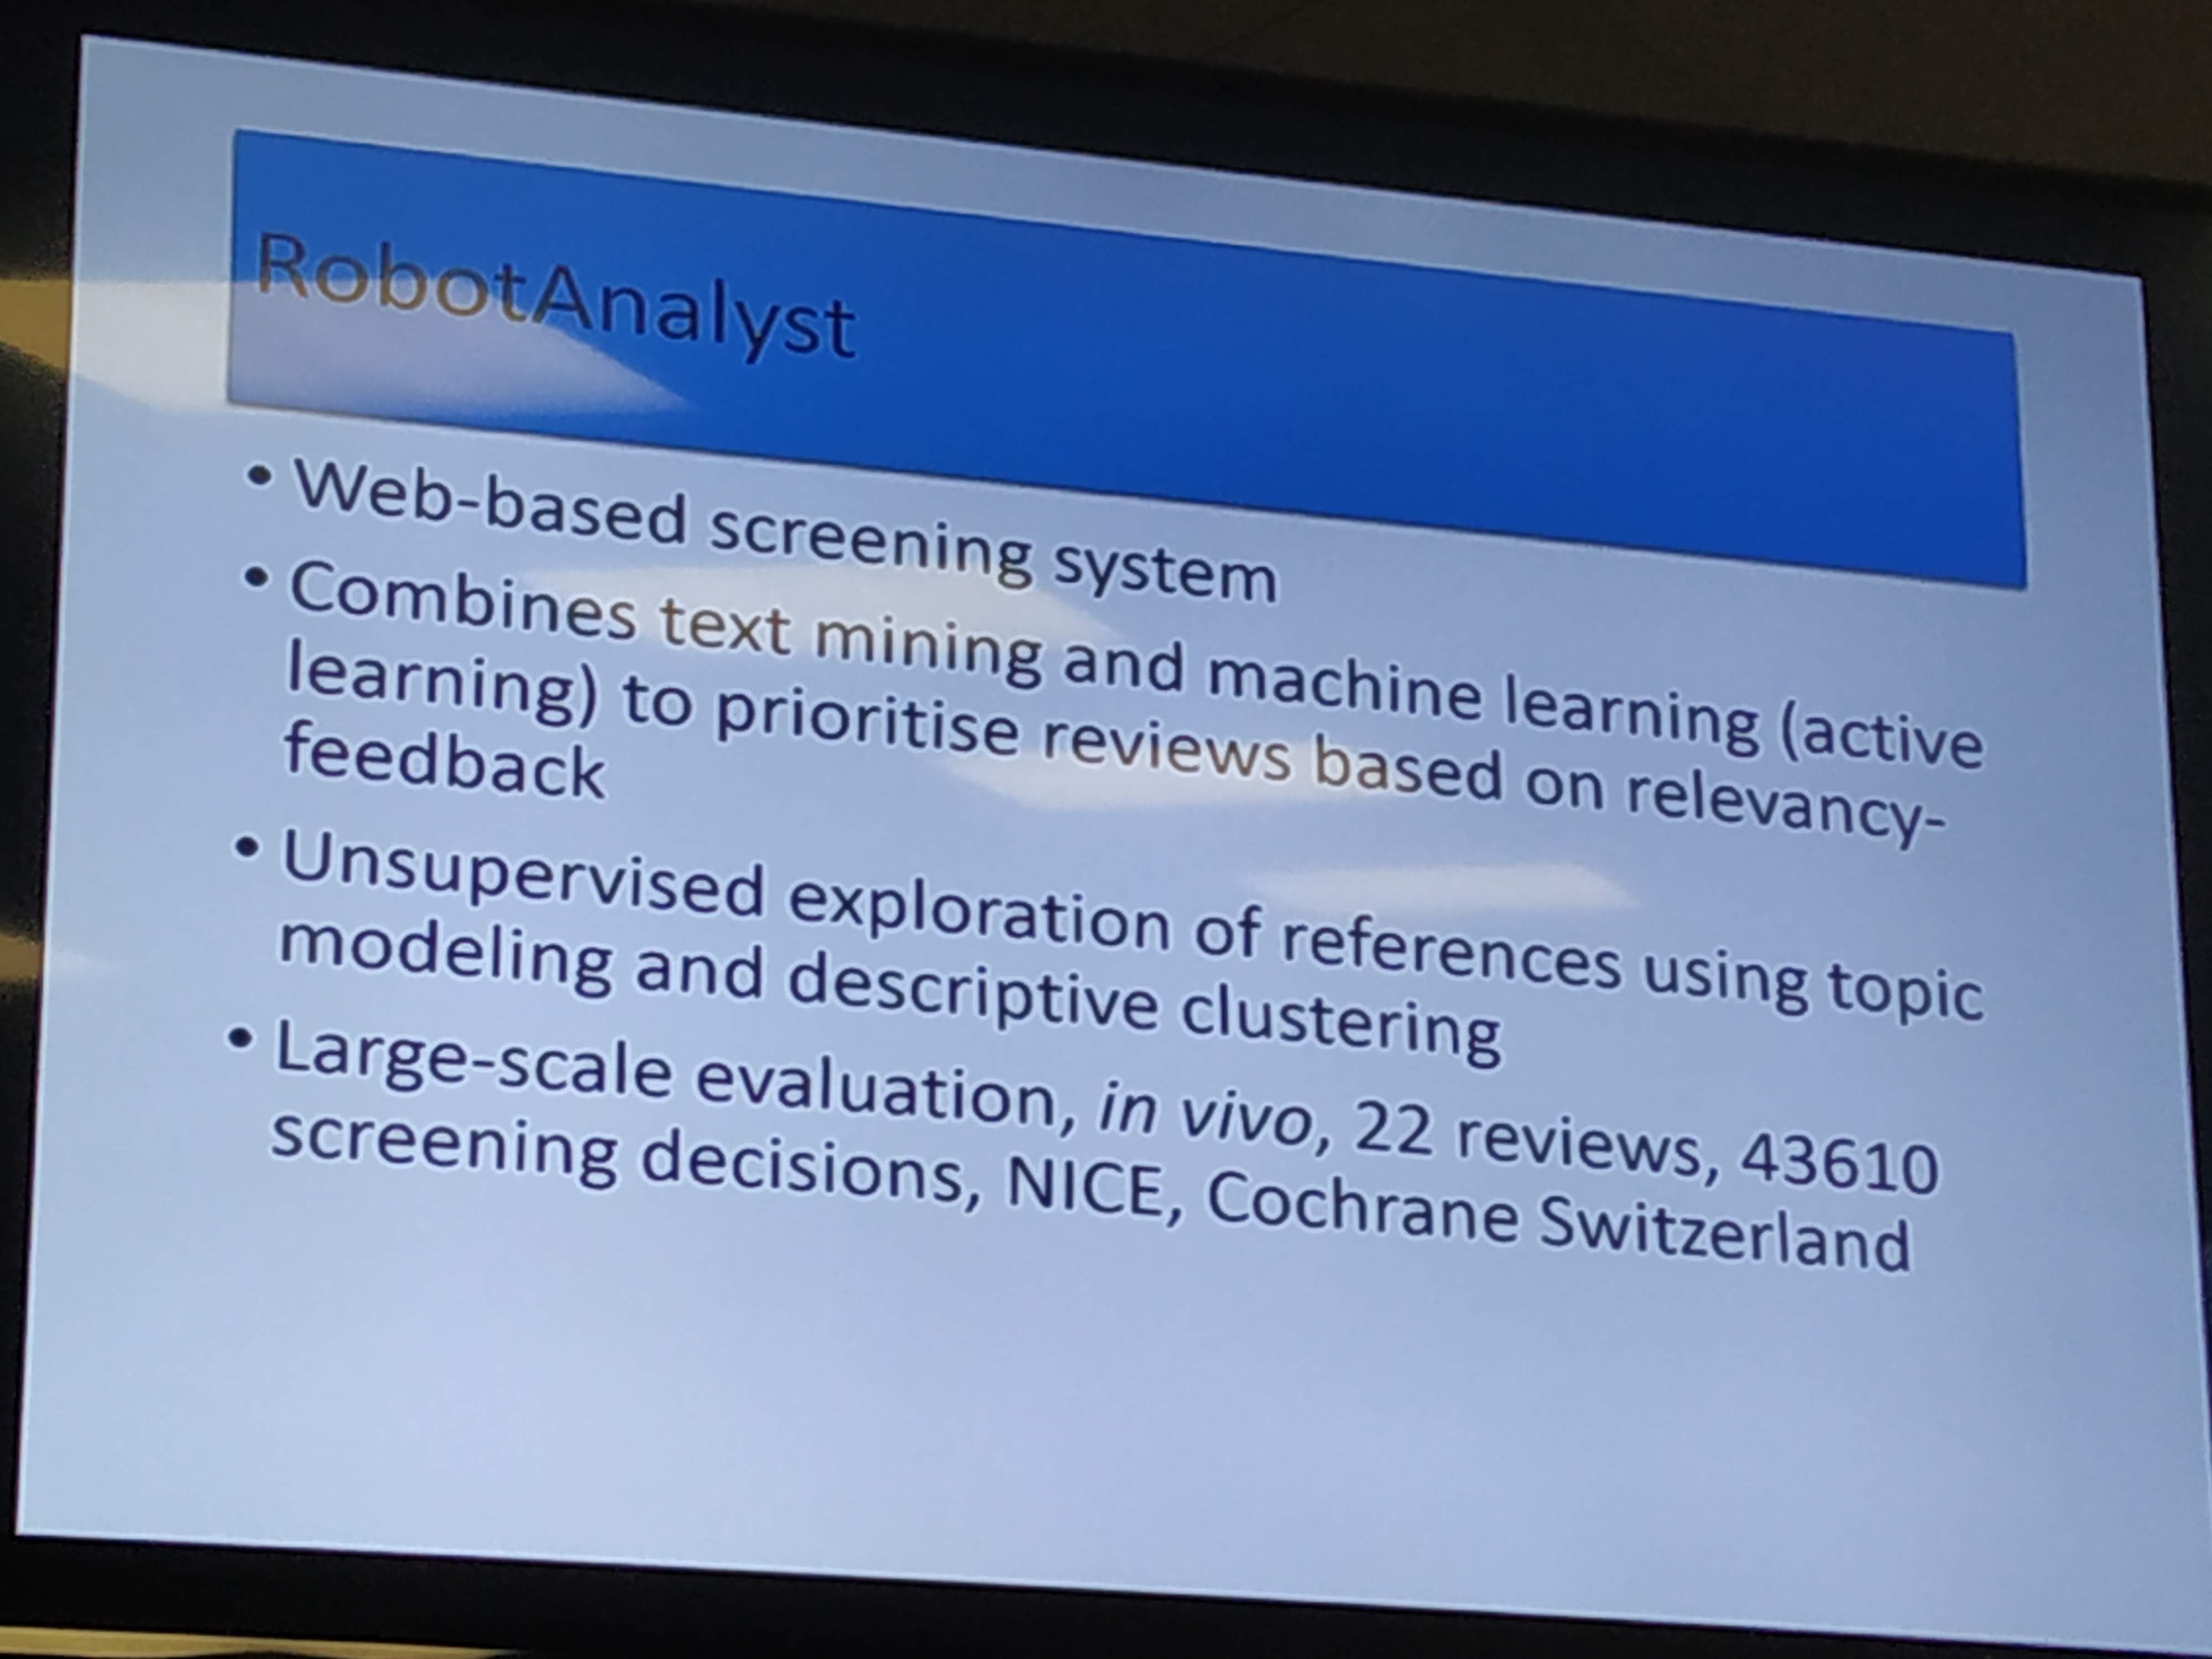 RobotAnalyst
• Web-based screening system
• Combines text mining and machine learning (active
learning) to prioritise reviews based on relevancy-
feedback
• Unsupervised exploration of references using topic
modeling and descriptive clustering
• Large-scale evaluation, in vivo, 22 reviews, 43610
screening decisions, NICE, Cochrane Switzerland